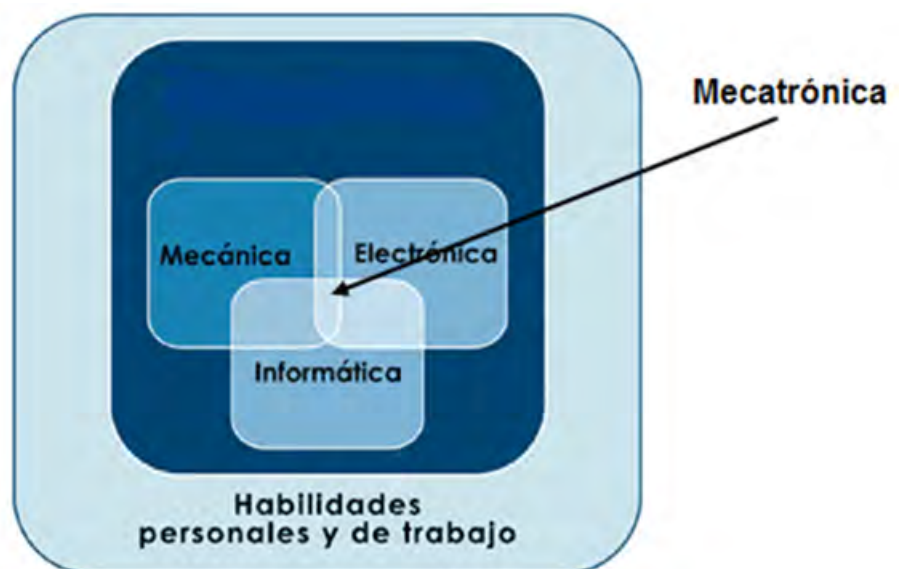 Mecatrónica
Mecánica
Electrónica
Informática
Habilidades
personales y de trabajo